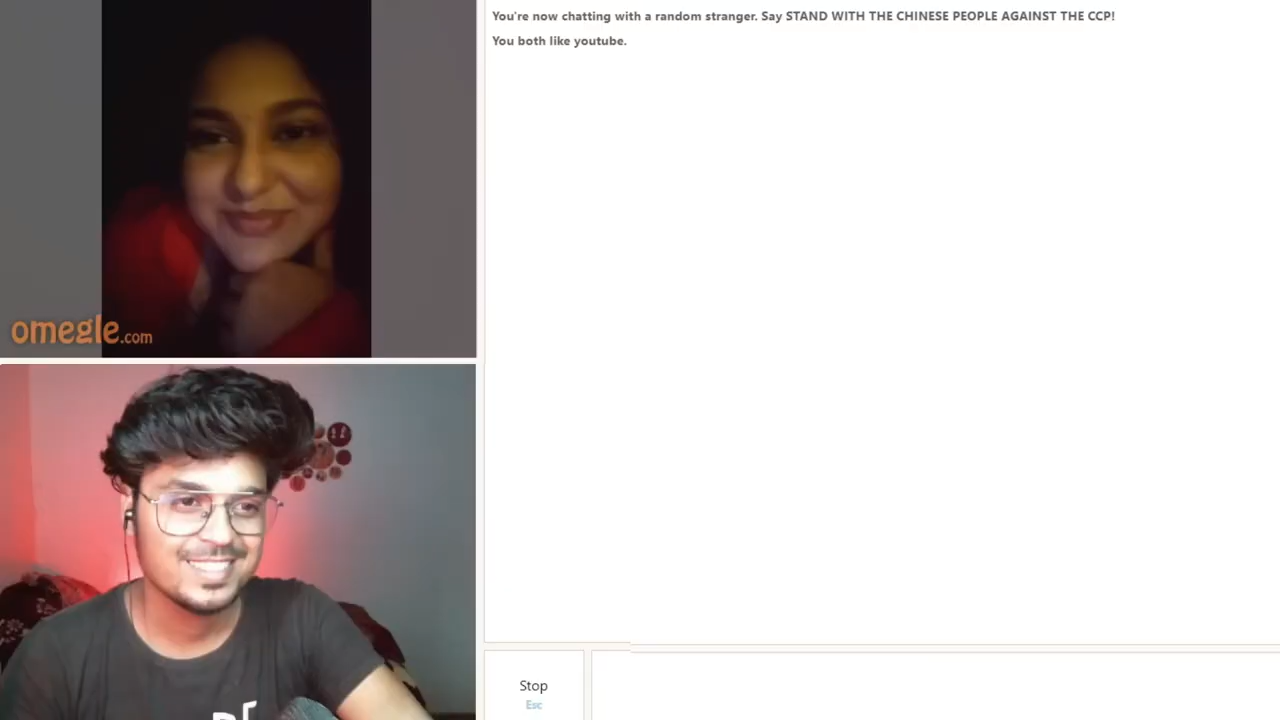 You're now chatting with a random stranger. Say STAND WITH THE CHINESE PEOPLE AGAINST THE CCP!
You both like youtube.
omegle.com
Stop
Esc